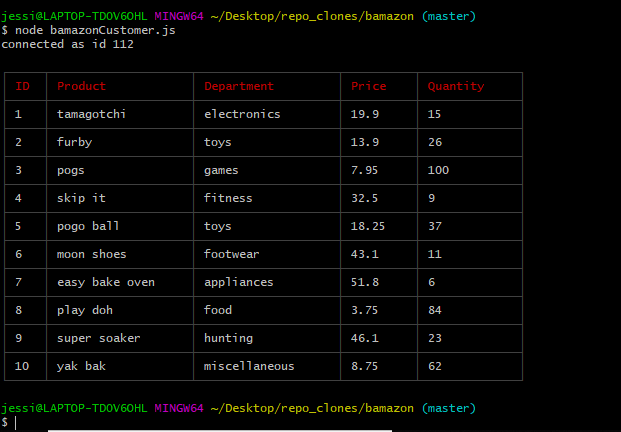 jessi@LAPTOP-TDOV6OHL MINGW64 ~/Desktop/repo_clones/bamazon (master)
$ node bamazonCustomer.js
connected as id 112
ID Product Department Price Quantity
1 tamagotchi electronics 19.9 15
2 furby toys 13.9 26
3 pogs games 7.95 100
4 skip it fitness 32.5 9
5 pogo ball toys 18.25 37
6 moon shoes footwear 43.1 11
7 easy bake oven appliances 51.8 6
8 play doh food 3.75 84
9 super soaker hunting 46.1 23
10 yak bak miscellaneous 8.75 62
jessi@LAPTOP-TDOV6OHL MINGW64 ~/Desktop/repo_clones/bamazon (master)
$